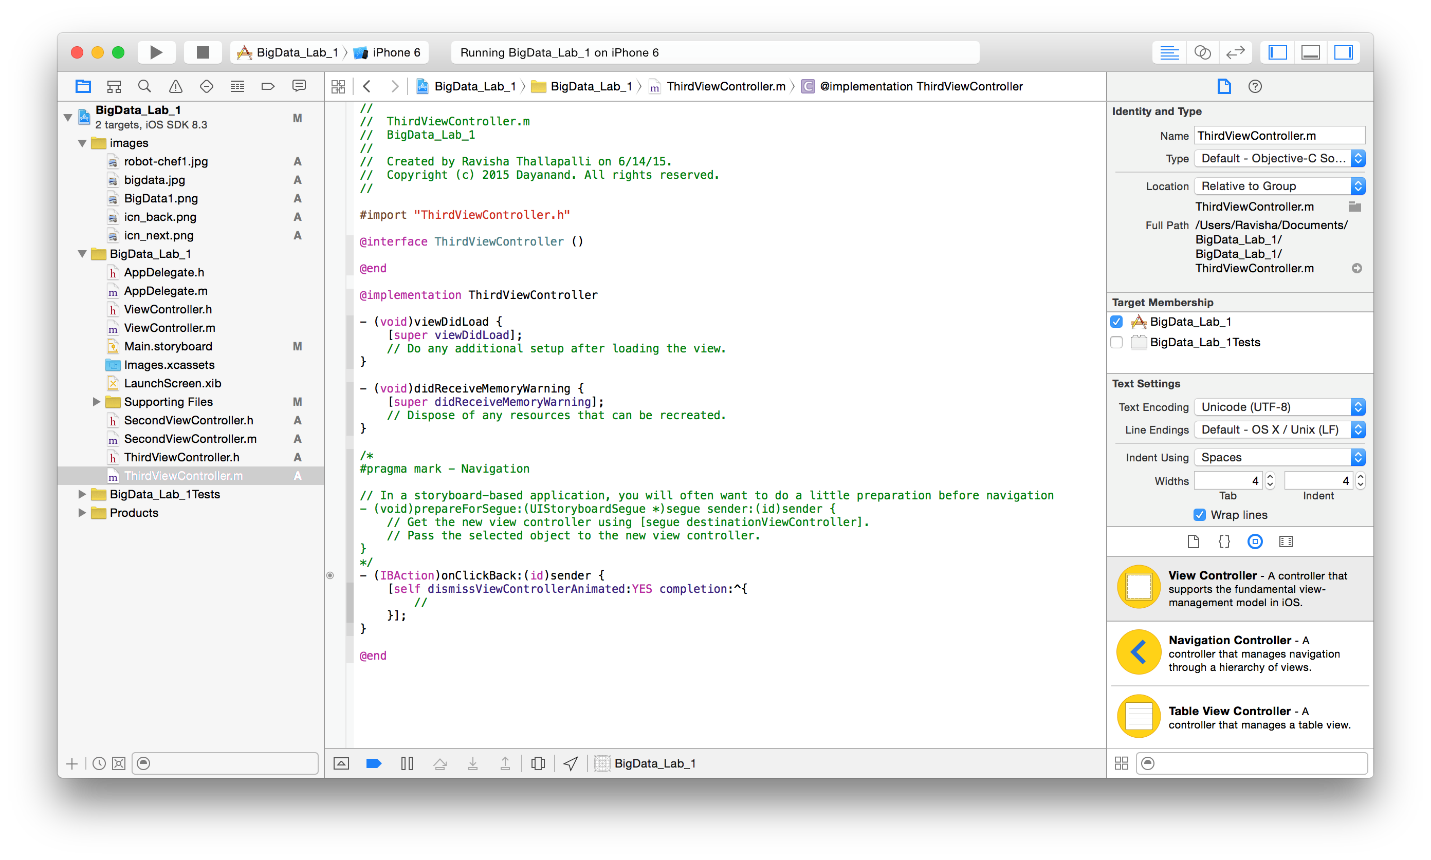 BigData_Lab_1 〉 iPhone 6
Running BigData_Lab_1 on iPhone 6
BigData_Lab_1 〉 BigData_Lab_1 〉 ThirdViewController.m 〉 C @implementation ThirdViewController
BigData_Lab_1
2 targets, iOS SDK 8.3
M
images
robot-chef1.jpg A
bigdata.jpg A
BigData1.png A
icn_back.png A
icn_next.png A
BigData_Lab_1
h AppDelegate.h
m AppDelegate.m
h ViewController.h
m ViewController.m
Main.storyboard M
Images.xcassets
LaunchScreen.xib
Supporting Files M
h SecondViewController.h A
m SecondViewController.m A
h ThirdViewController.h A
m ThirdViewController.m A
BigData_Lab_1Tests
Products
//
//  ThirdViewController.m
//  BigData_Lab_1
//
//  Created by Ravisha Thallapalli on 6/14/15.
//  Copyright (c) 2015 Dayanand. All rights reserved.
//
#import "ThirdViewController.h"
@interface ThirdViewController ()
@end
@implementation ThirdViewController
- (void)viewDidLoad {
    [super viewDidLoad];
    // Do any additional setup after loading the view.
}
- (void)didReceiveMemoryWarning {
    [super didReceiveMemoryWarning];
    // Dispose of any resources that can be recreated.
}
/*
#pragma mark - Navigation
// In a storyboard-based application, you will often want to do a little preparation before navigation
- (void)prepareForSegue:(UIStoryboardSegue *)segue sender:(id)sender {
    // Get the new view controller using [segue destinationViewController].
    // Pass the selected object to the new view controller.
}
*/
- (IBAction)onClickBack:(id)sender {
    [self dismissViewControllerAnimated:YES completion:^{
        //
    }];
}
@end
BigData_Lab_1
Identity and Type
Name ThirdViewController.m
Type Default - Objective-C So...
Location Relative to Group
ThirdViewController.m
Full Path /Users/Ravisha/Documents/
BigData_Lab_1/
BigData_Lab_1/
ThirdViewController.m
Target Membership
BigData_Lab_1
BigData_Lab_1Tests
Text Settings
Text Encoding Unicode (UTF-8)
Line Endings Default - OS X / Unix (LF)
Indent Using Spaces
Widths 4 4
Tab Indent
Wrap lines
{}
View Controller - A controller that
supports the fundamental view-
management model in iOS.
Navigation Controller - A
controller that manages navigation
through a hierarchy of views.
Table View Controller - A
controller that manages a table view.